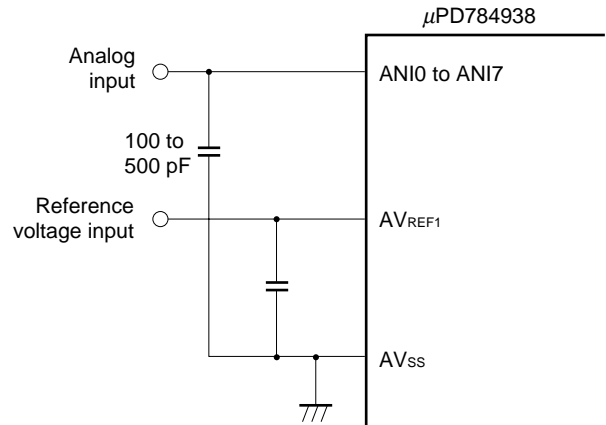 μPD784938
Analog
input
ANI0 to ANI7
100 to
500 pF
Reference
voltage input
AVREF1
AVSS